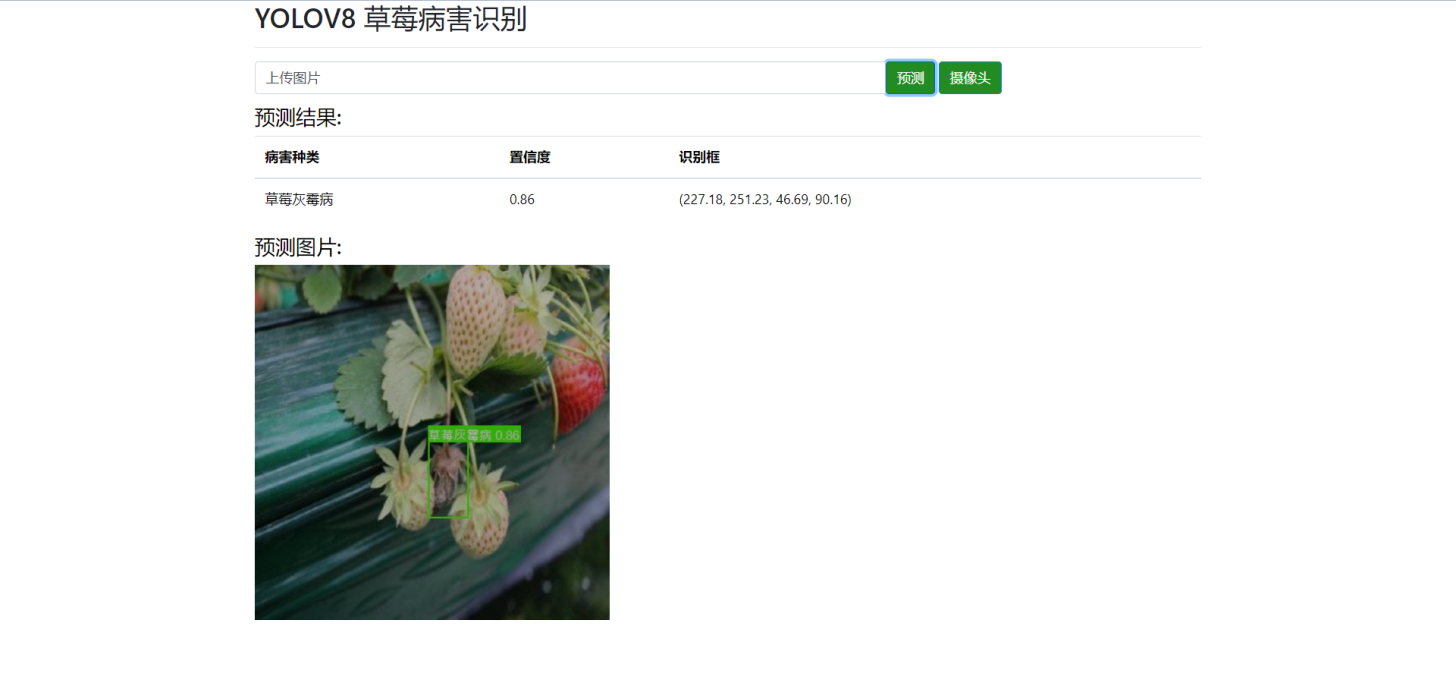 YOLOV8 草莓病害识别
上传图片 预测 摄像头
预测结果:
病害种类 置信度 识别框
草莓灰霉病 0.86 (227.18, 251.23, 46.69, 90.16)
预测图片:
草莓灰霉病 0.86